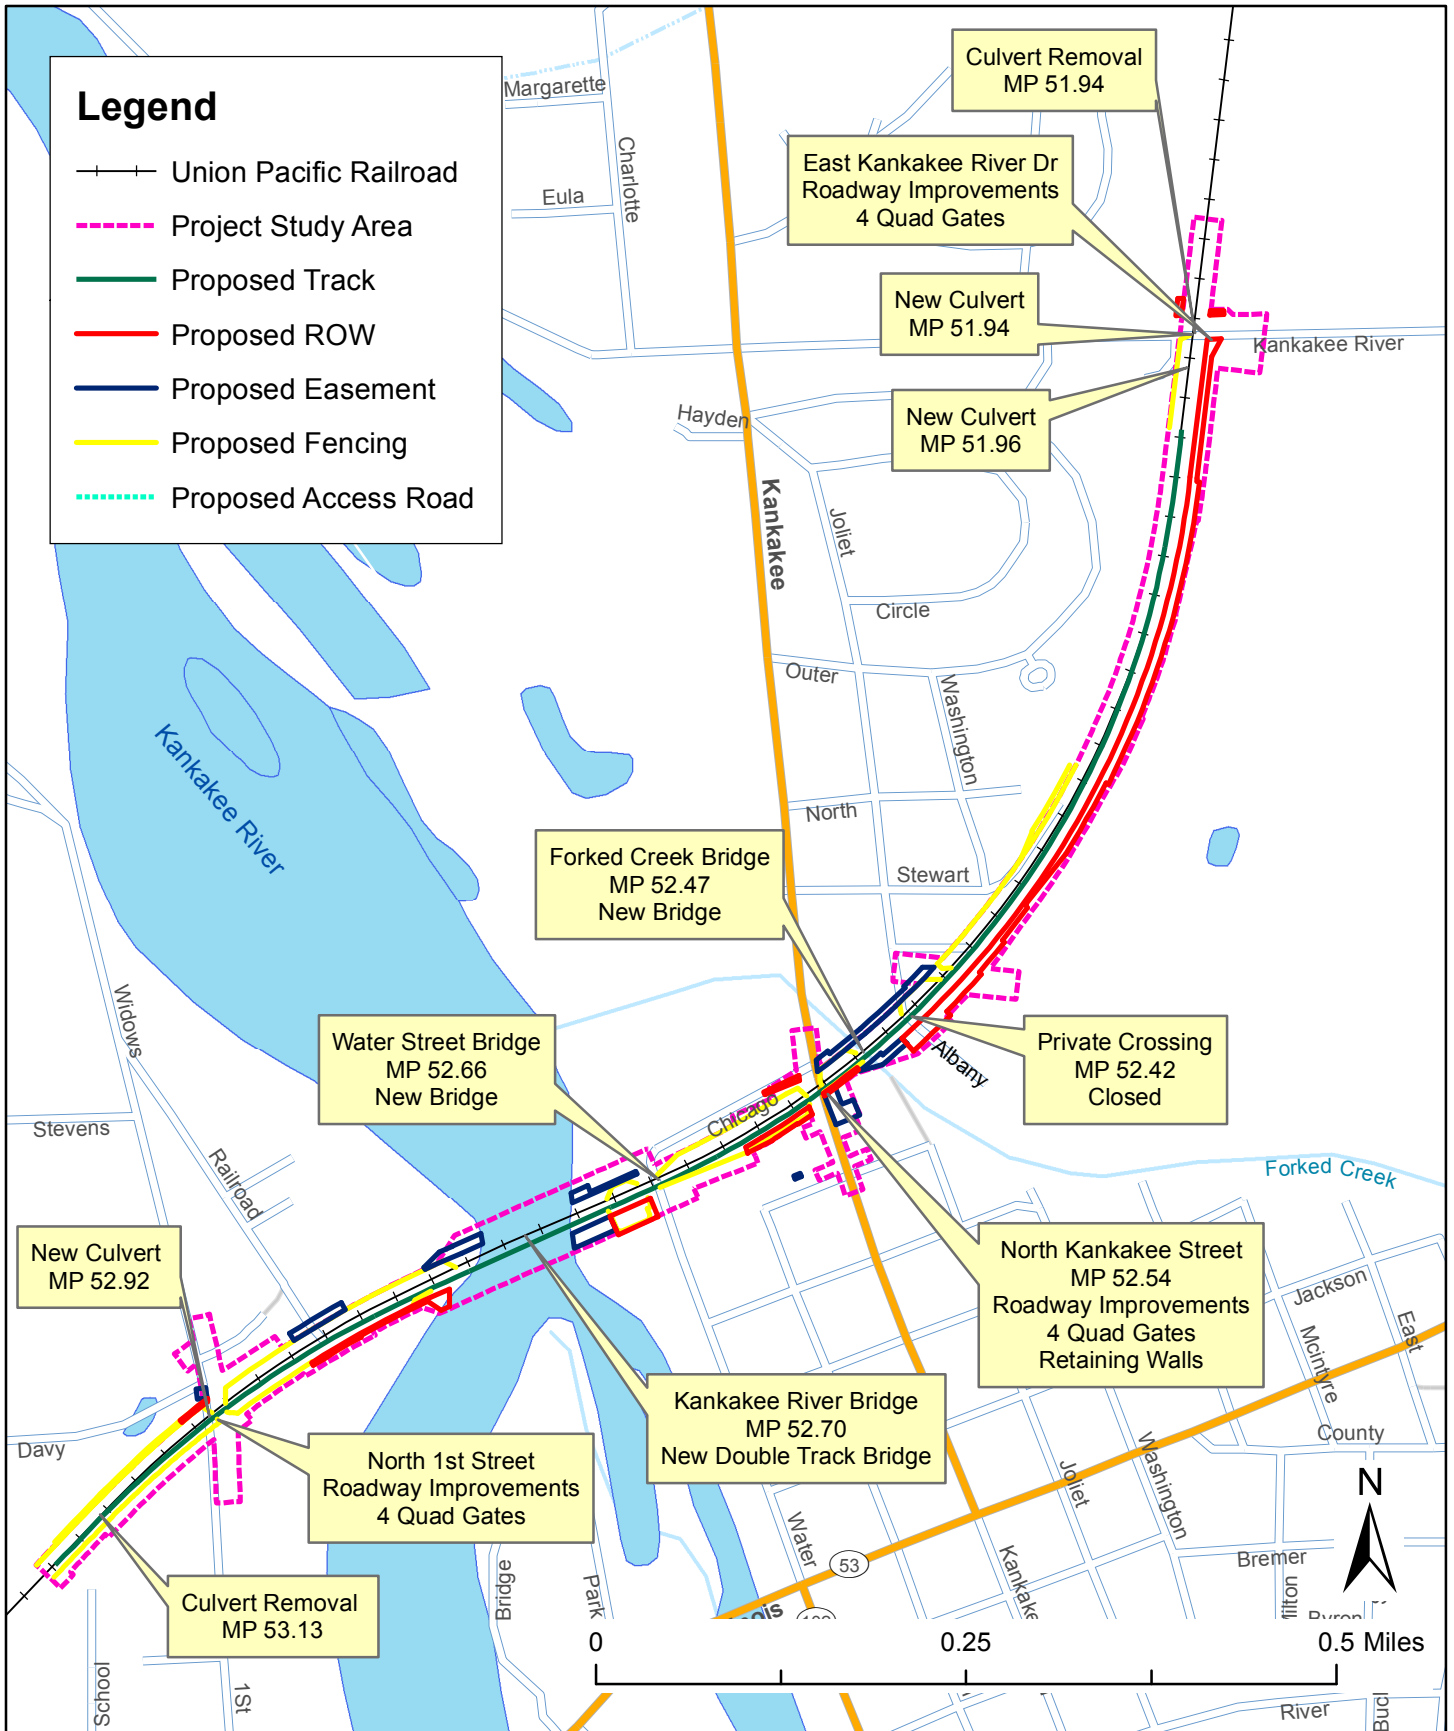 Legend
Union Pacific Railroad
Project Study Area
Proposed Track
Proposed ROW
Proposed Easement
Proposed Fencing
Proposed Access Road
Margarette
Charlotte
Eula
Culvert Removal
MP 51.94
East Kankakee River Dr
Roadway Improvements
4 Quad Gates
New Culvert
MP 51.94
Kankakee River
New Culvert
MP 51.96
Hayden
Kankakee
Joliet
Circle
Outer
Washington
Kankakee River
North
Stewart
Forked Creek Bridge
MP 52.47
New Bridge
Widows
Water Street Bridge
MP 52.66
New Bridge
Albany
Private Crossing
MP 52.42
Closed
Chicago
Stevens
Railroad
Forked Creek
New Culvert
MP 52.92
North Kankakee Street
MP 52.54
Roadway Improvements
4 Quad Gates
Retaining Walls
Jackson
East
Mcintyre
Kankakee River Bridge
MP 52.70
New Double Track Bridge
Davy
County
North 1st Street
Roadway Improvements
4 Quad Gates
Joliet
Washington
N
Water
53
Kankake
Bremer
Bridge
Park
Culvert Removal
MP 53.13
0
0.25
0.5 Miles
School
1St
River